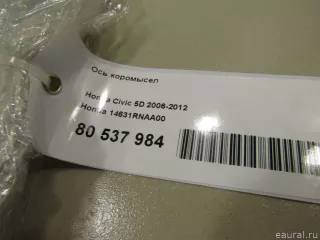 Ось коромысел
Honda Civic 5D 2006-2012
Honda 14631RNAA00
80 537 984
eaural.ru